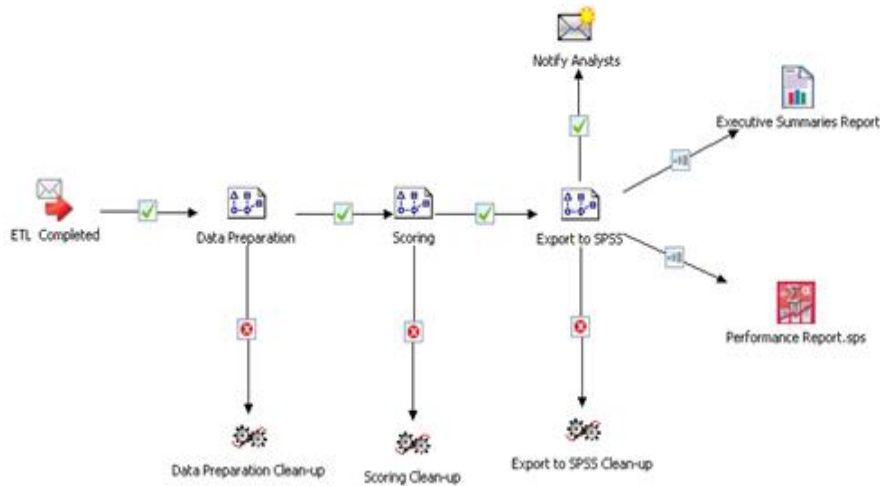 Notify Analysts
Executive Summaries Report
ETL Completed
Data Preparation
Scoring
Export to SPSS
Performance Report.sps
Data Preparation Clean-up
Scoring Clean-up
Export to SPSS Clean-up